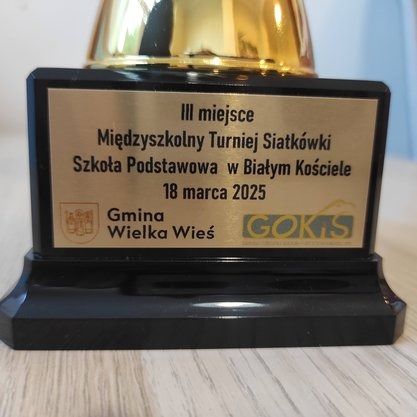 III miejsce
Międzyszkolny Turniej Siatkówki
Szkoła Podstawowa w Białym Kościele
18 marca 2025
Gmina
Wielka Wieś
GOKiS